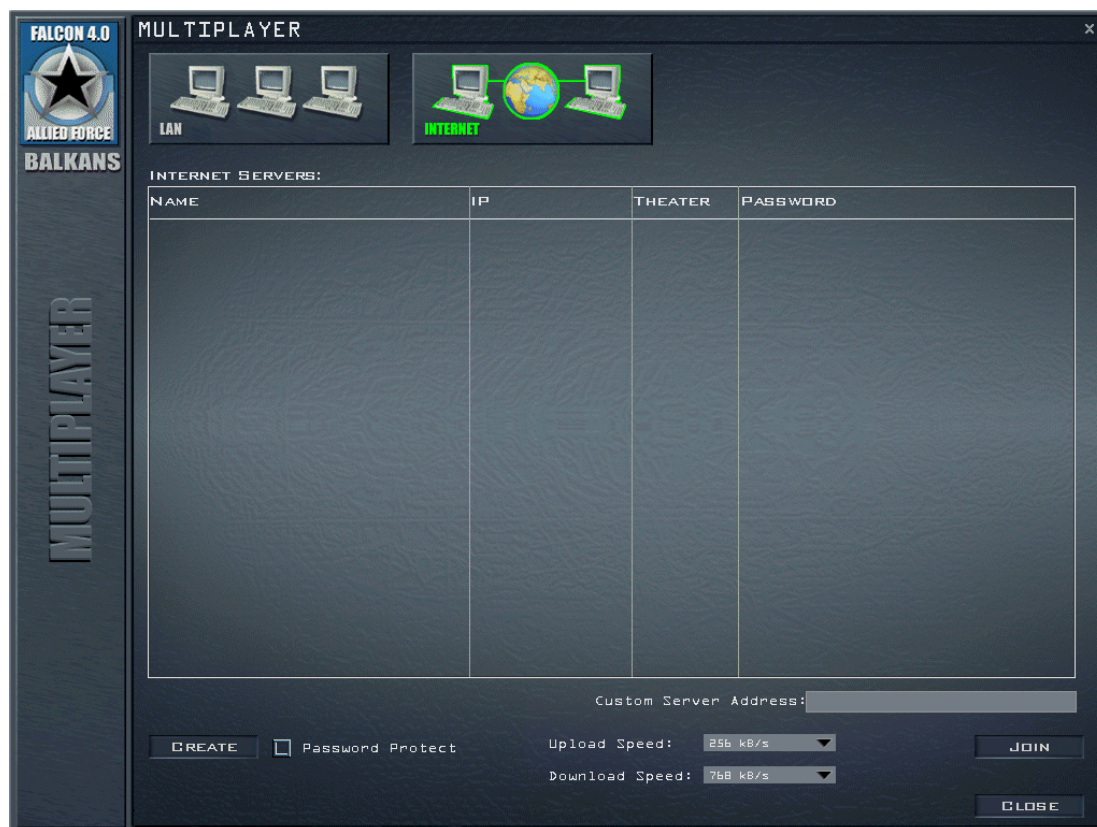 FALCON 4.0
ALLIED FORCE
BALKANS
MULTIPLAYER
MULTIPLAYER
x
LAN
INTERNET
INTERNET SERVERS:
NAME IP THEATER PASSWORD
Custom Server Address:
CREATE Password Protect Upload Speed: 256 kB/s JOIN
Download Speed: 768 kB/s
CLOSE